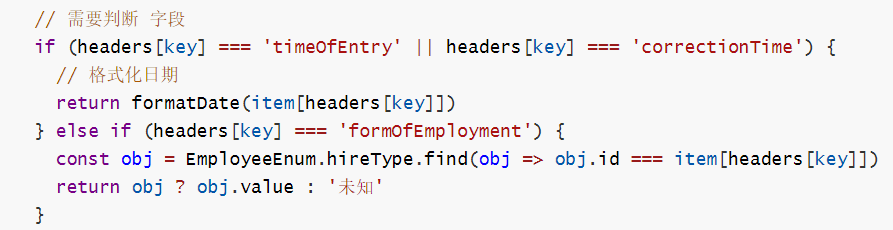 // 需要判断 字段
if (headers[key] === 'timeOfEntry' || headers[key] === 'correctionTime') {
  // 格式化日期
  return formatDate(item[headers[key]])
} else if (headers[key] === 'formOfEmployment') {
  const obj = EmployeeEnum.hireType.find(obj => obj.id === item[headers[key]])
  return obj ? obj.value : '未知'
}